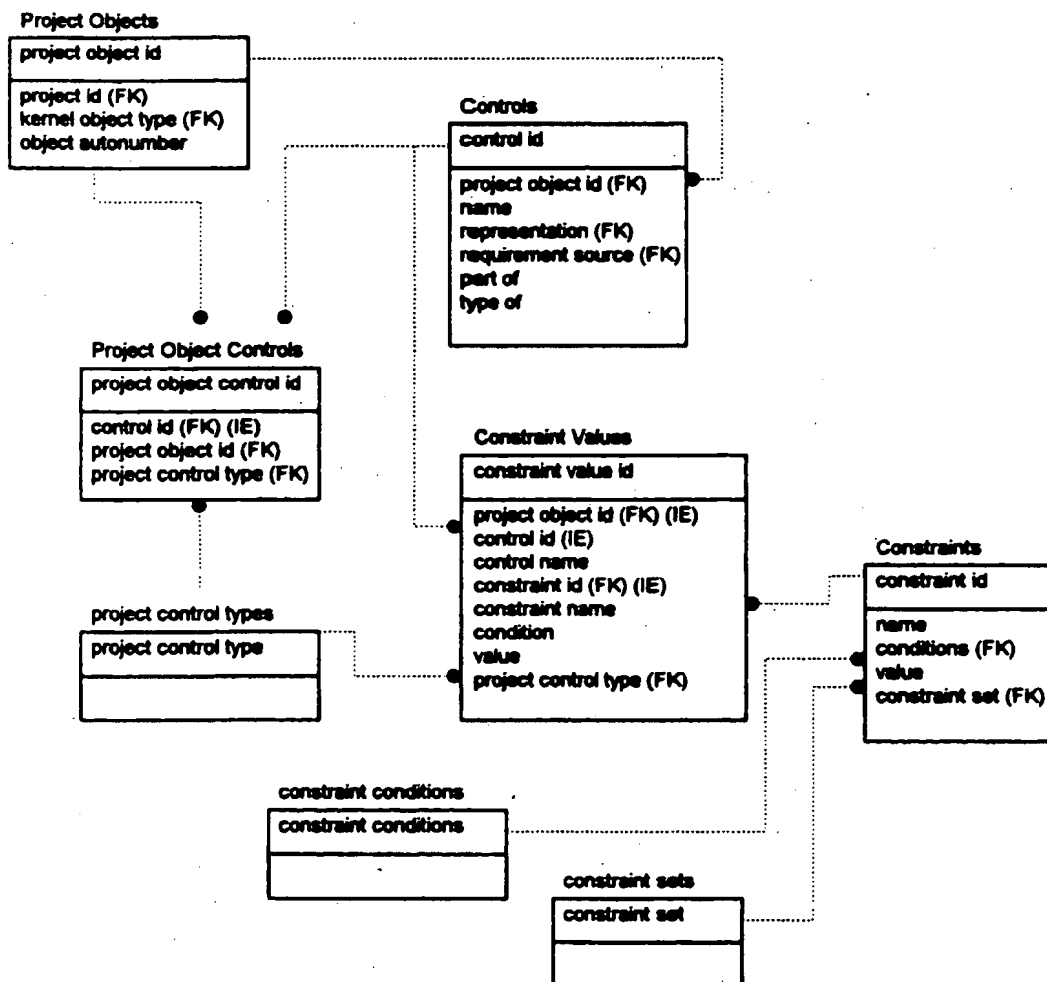 Project Objects
project object id
project id (FK)
kernel object type (FK)
object autonumber
Controls
control id
project object id (FK)
name
representation (FK)
requirement source (FK)
part of
type of
Project Object Controls
project object control id
control id (FK) (IE)
project object id (FK)
project control type (FK)
Constraint Values
constraint value id
project object id (FK) (IE)
control id (IE)
control name
constraint id (FK) (IE)
constraint name
condition
value
project control type (FK)
Constraints
constraint id
name
conditions (FK)
value
constraint set (FK)
project control types
project control type
constraint conditions
constraint conditions
constraint sets
constraint set